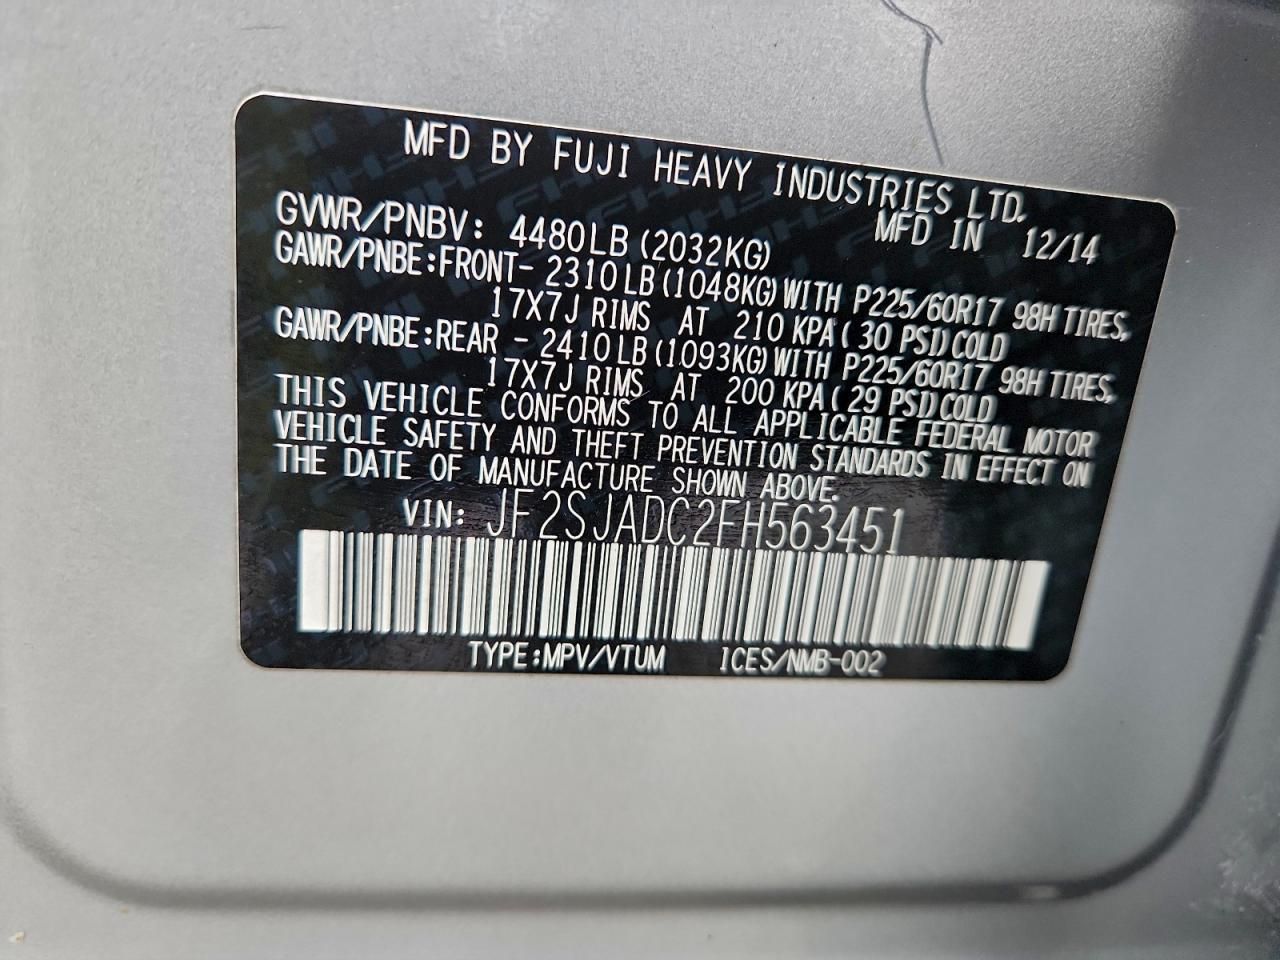 MFD BY FUJI HEAVY INDUSTRIES LTD.
MFD IN 12/14
GVWR/PNBV: 4480LB (2032KG)
GAWR/PNBE:FRONT- 2310LB(1048KG)WITH P225/60R17 98H TIRES,
17X7J RIMS AT 210 KPA( 30 PSI)COLD
GAWR/PNBE:REAR - 2410LB(1093KG)WITH P225/60R17 98H TIRES,
17X7J RIMS AT 200 KPA( 29 PSI)COLD
THIS VEHICLE CONFORMS TO ALL APPLICABLE FEDERAL MOTOR
VEHICLE SAFETY AND THEFT PREVENTION STANDARDS IN EFFECT ON
THE DATE OF MANUFACTURE SHOWN ABOVE.
VIN: JF2SJADC2FH563451
TYPE:MPV/VTUM ICES/NMB-002